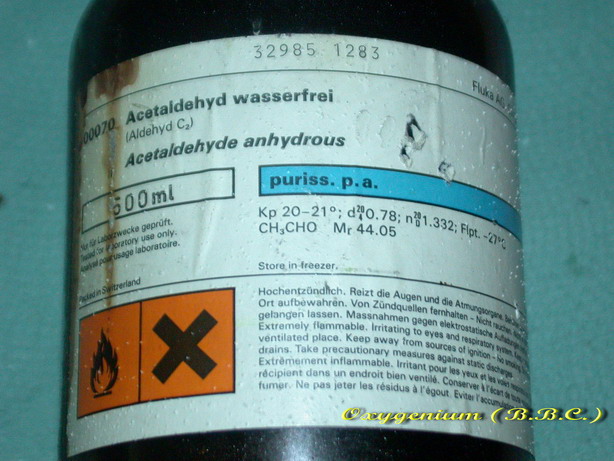 32985 1283
Fluka AG
00070 Acetaldehyd wasserfrei
(Aldehyd C₂)
Acetaldehyde anhydrous
500ml
puriss. p.a.
Kp 20–21°; d²⁰₄0.78; n²⁰D1.332; Flpt. -27°C
CH₃CHO Mr 44.05
Nur für Laborzwecke geprüft.
Tested for laboratory use only.
Analysé pour usage laboratoire.
Store in freezer.
Packed in Switzerland
Hochentzündlich. Reizt die Augen und die Atmungsorgane.
Ort aufbewahren. Von Zündquellen fernhalten - Nicht rauchen.
gelangen lassen. Massnahmen gegen elektrostatische
Extremely flammable. Irritating to eyes and respiratory system.
ventilated place. Keep away from sources of ignition - No smoking.
drains. Take precautionary measures against static discharges.
Extrêmement inflammable. Irritant pour les yeux et les voies
récipient dans un endroit bien ventilé. Conserver à l'écart de toute
fumer. Ne pas jeter les résidus à l'égout. Eviter l'accumulation
Oxygenium (B.B.C.)